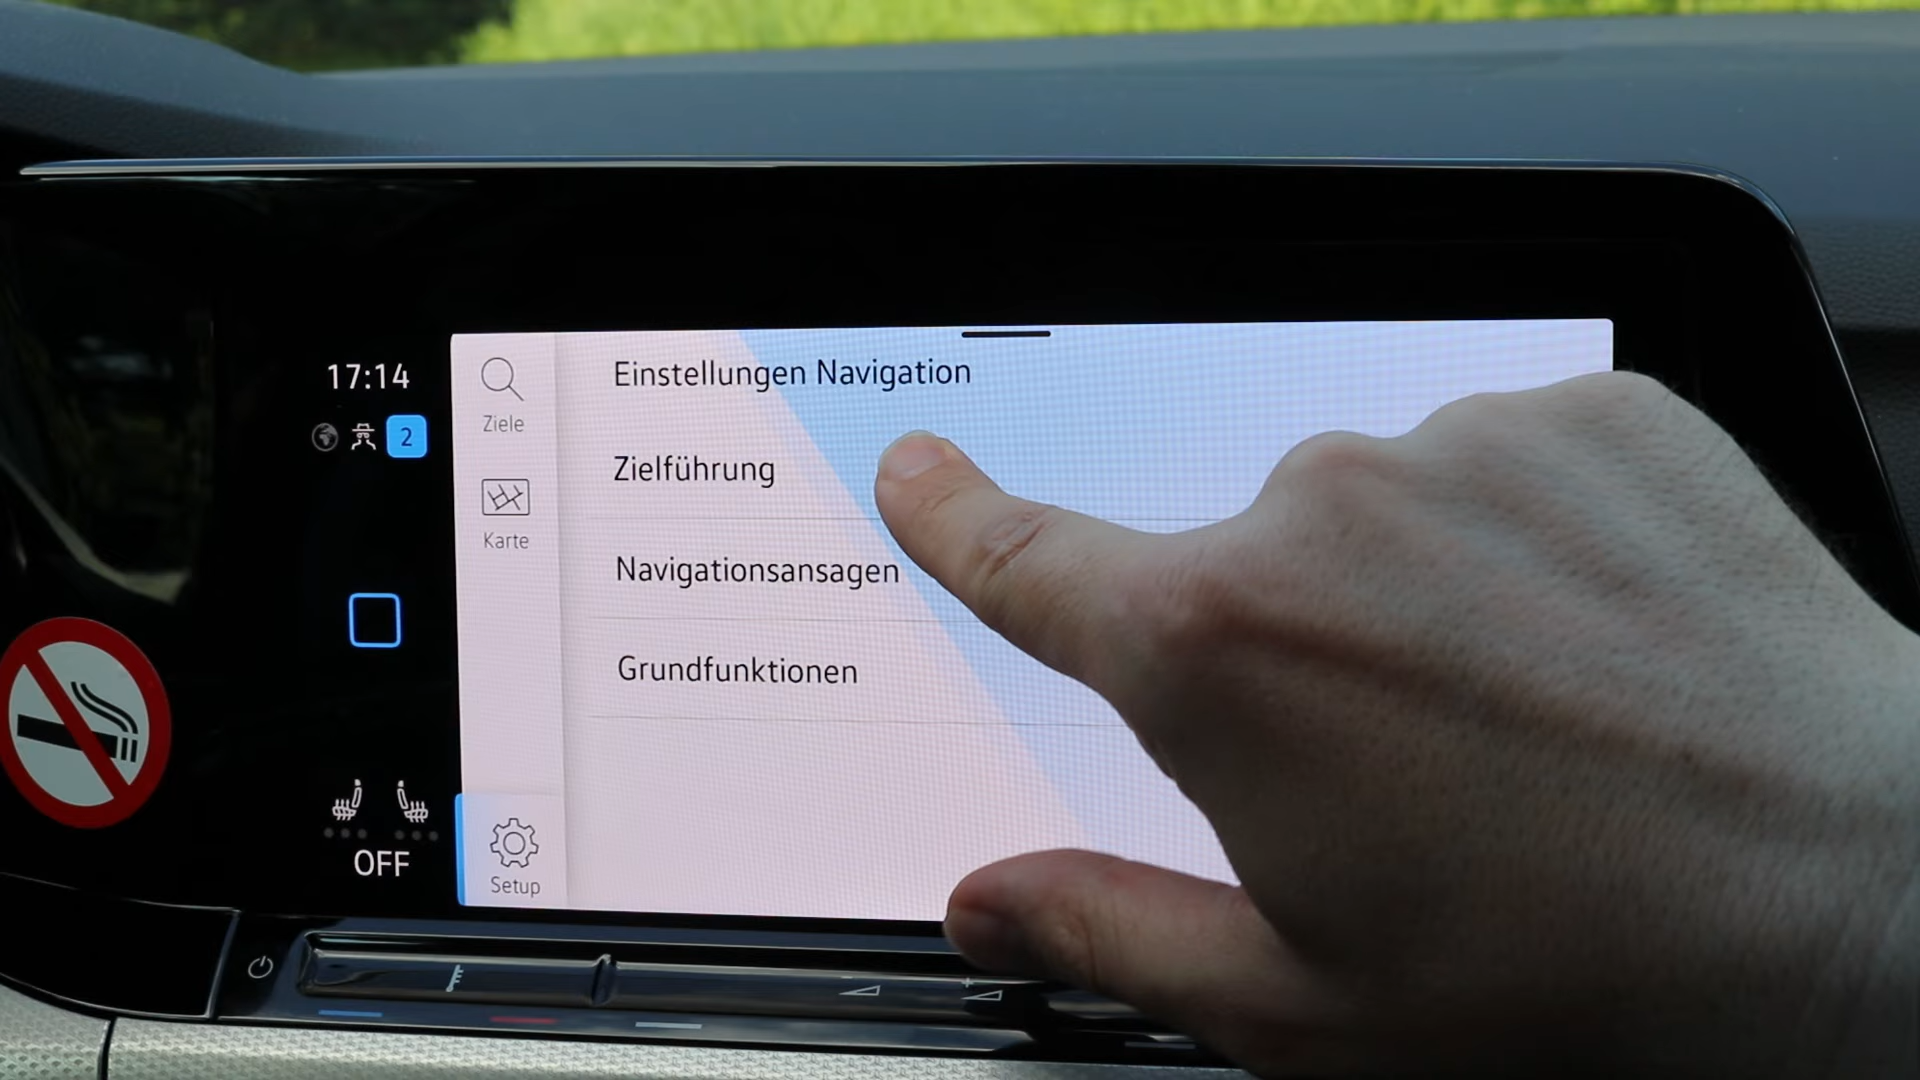 17:14
2
OFF
Ziele
Karte
Setup
Einstellungen Navigation
Zielführung
Navigationsansagen
Grundfunktionen